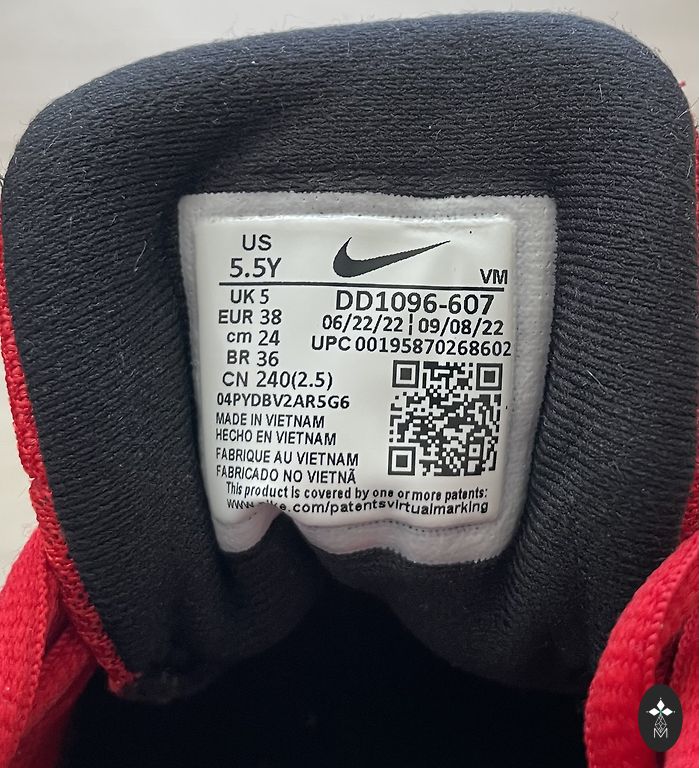 US
5.5Y
VM
UK 5
EUR 38
cm 24
BR 36
CN 240(2.5)
DD1096-607
06/22/22 | 09/08/22
UPC 00195870268602
04PYDBV2AR5G6
MADE IN VIETNAM
HECHO EN VIETNAM
FABRIQUE AU VIETNAM
FABRICADO NO VIETNÃ
This product is covered by one or more patents:
www.nike.com/patentsvirtualmarking
M